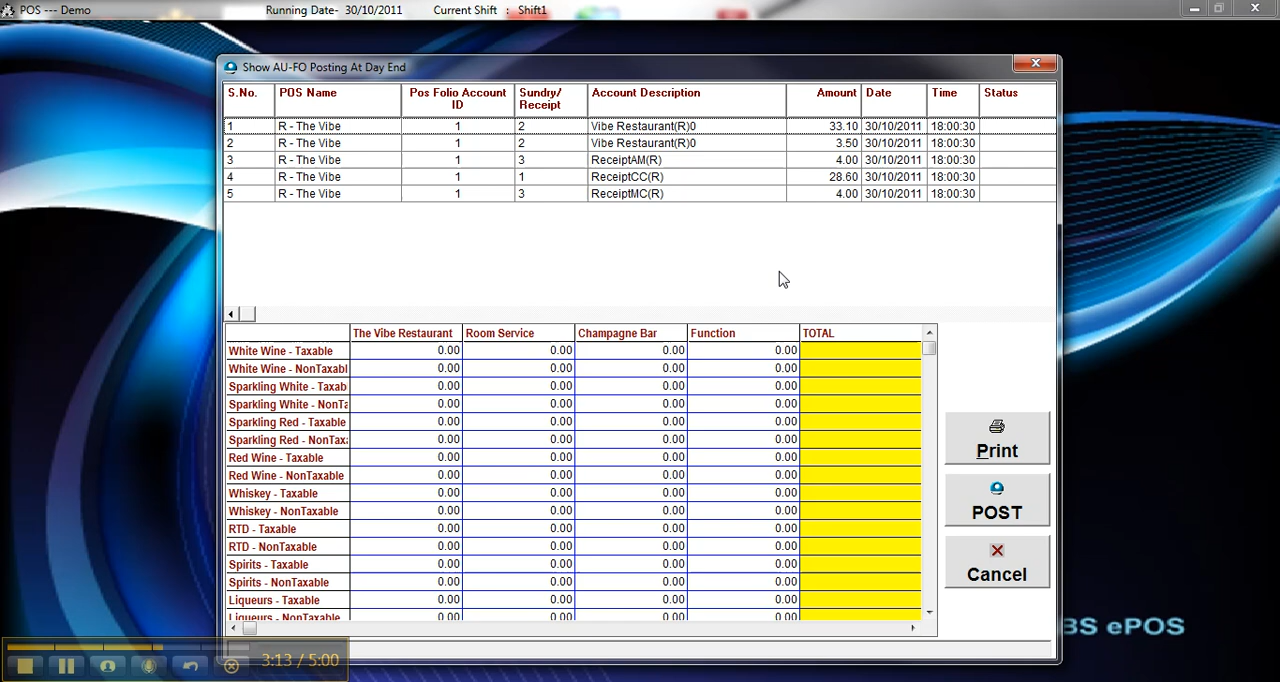 POS --- Demo Running Date- 30/10/2011 Current Shift : Shift1
Show AU-FO Posting At Day End
S.No. POS Name Pos Folio Account ID Sundry/ Receipt Account Description Amount Date Time Status
1 R - The Vibe 1 2 Vibe Restaurant(R)0 33.10 30/10/2011 18:00:30
2 R - The Vibe 1 2 Vibe Restaurant(R)0 3.50 30/10/2011 18:00:30
3 R - The Vibe 1 3 ReceiptAM(R) 4.00 30/10/2011 18:00:30
4 R - The Vibe 1 1 ReceiptCC(R) 28.60 30/10/2011 18:00:30
5 R - The Vibe 1 3 ReceiptMC(R) 4.00 30/10/2011 18:00:30
The Vibe Restaurant Room Service Champagne Bar Function TOTAL
White Wine - Taxable 0.00 0.00 0.00 0.00
White Wine - NonTaxabl 0.00 0.00 0.00 0.00
Sparkling White - Taxab 0.00 0.00 0.00 0.00
Sparkling White - NonTa 0.00 0.00 0.00 0.00
Sparkling Red - Taxable 0.00 0.00 0.00 0.00
Sparkling Red - NonTaxa 0.00 0.00 0.00 0.00
Red Wine - Taxable 0.00 0.00 0.00 0.00
Red Wine - NonTaxable 0.00 0.00 0.00 0.00
Whiskey - Taxable 0.00 0.00 0.00 0.00
Whiskey - NonTaxable 0.00 0.00 0.00 0.00
RTD - Taxable 0.00 0.00 0.00 0.00
RTD - NonTaxable 0.00 0.00 0.00 0.00
Spirits - Taxable 0.00 0.00 0.00 0.00
Spirits - NonTaxable 0.00 0.00 0.00 0.00
Liqueurs - Taxable 0.00 0.00 0.00 0.00
Liqueurs - NonTaxable 0.00 0.00 0.00 0.00
Print
POST
Cancel
BS ePOS
3:13 / 5:00